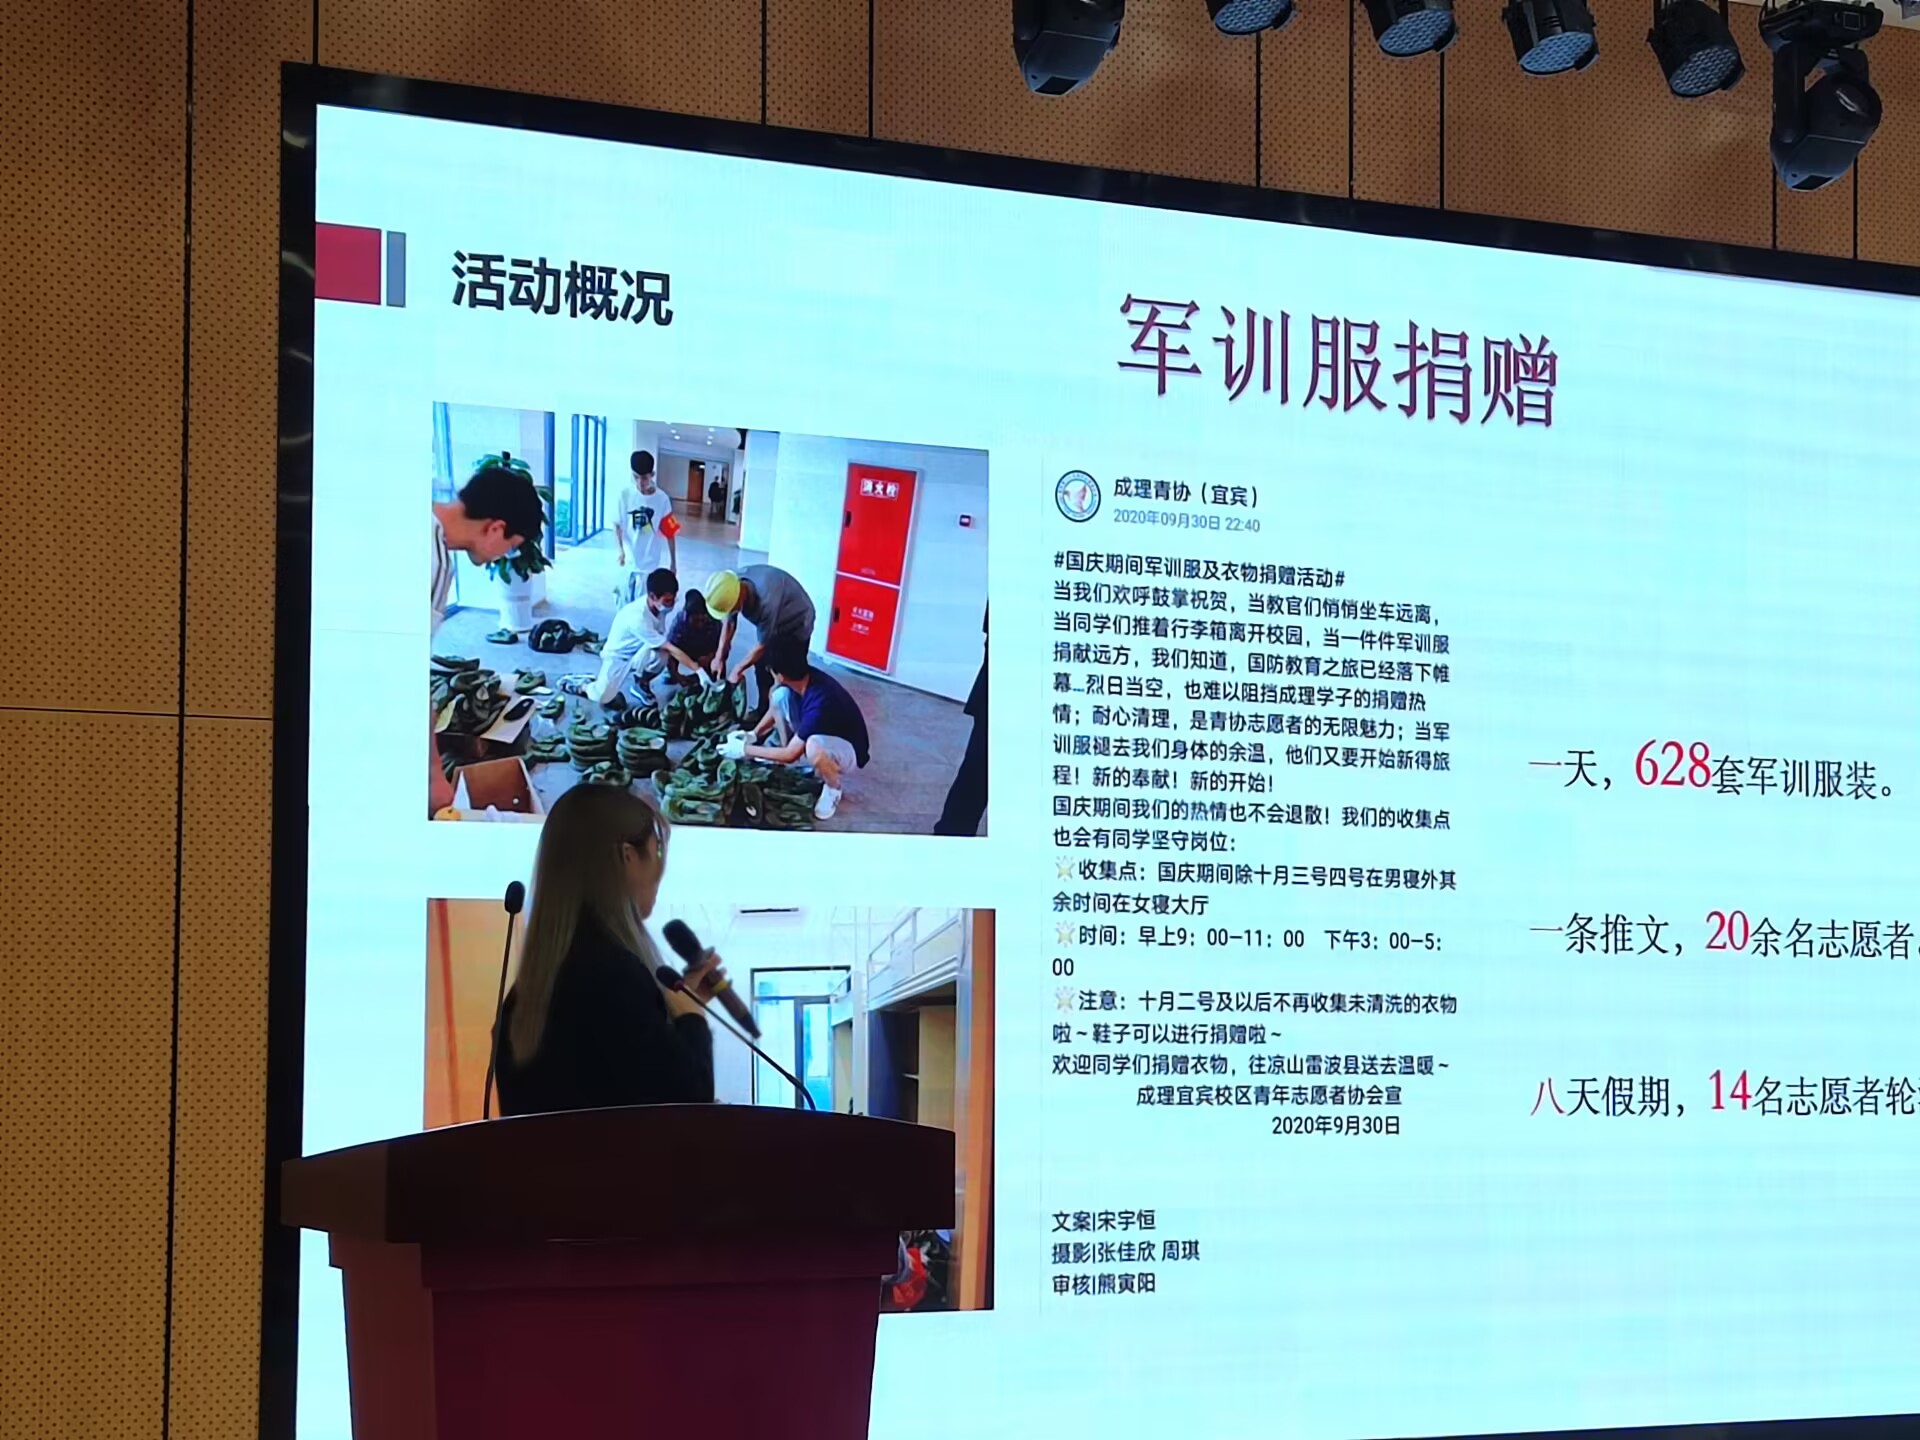 活动概况
军训服捐赠
消火栓
成理青协（宜宾）
2020年09月30日 22:40
#国庆期间军训服及衣物捐赠活动#
当我们欢呼鼓掌祝贺，当教官们悄悄坐车远离，
当同学们推着行李箱离开校园，当一件件军训服
捐献远方，我们知道，国防教育之旅已经落下帷
幕...烈日当空，也难以阻挡成理学子的捐赠热
情；耐心清理，是青协志愿者的无限魅力；当军
训服褪去我们身体的余温，他们又要开始新得旅
程！新的奉献！新的开始！
国庆期间我们的热情也不会退散！我们的收集点
也会有同学坚守岗位：
收集点：国庆期间除十月三号四号在男寝外其
余时间在女寝大厅
时间：早上9：00—11：00 下午3：00—5：
00
注意：十月二号及以后不再收集未清洗的衣物
啦～鞋子可以进行捐赠啦～
欢迎同学们捐赠衣物，往凉山雷波县送去温暖～
成理宜宾校区青年志愿者协会宣
2020年9月30日
文案|宋宇恒
摄影|张佳欣 周琪
审核|熊寅阳
一天，628套军训服装。
一条推文，20余名志愿者
八天假期，14名志愿者轮